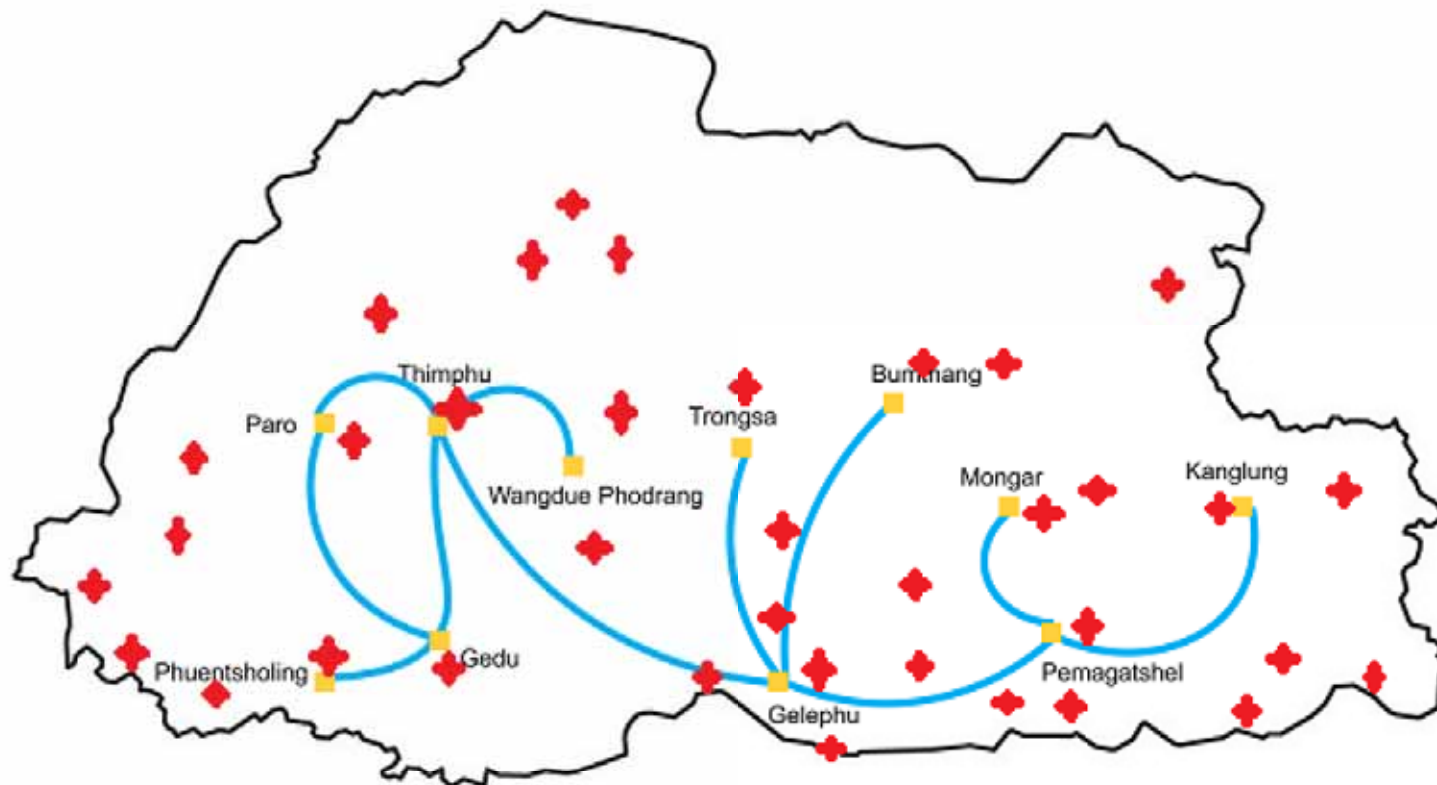 Thimphu
Bumthang
Paro
Trongsa
Wangdue Phodrang
Mongar
Kanglung
Phuentsholing
Gedu
Pemagatshel
Gelephu